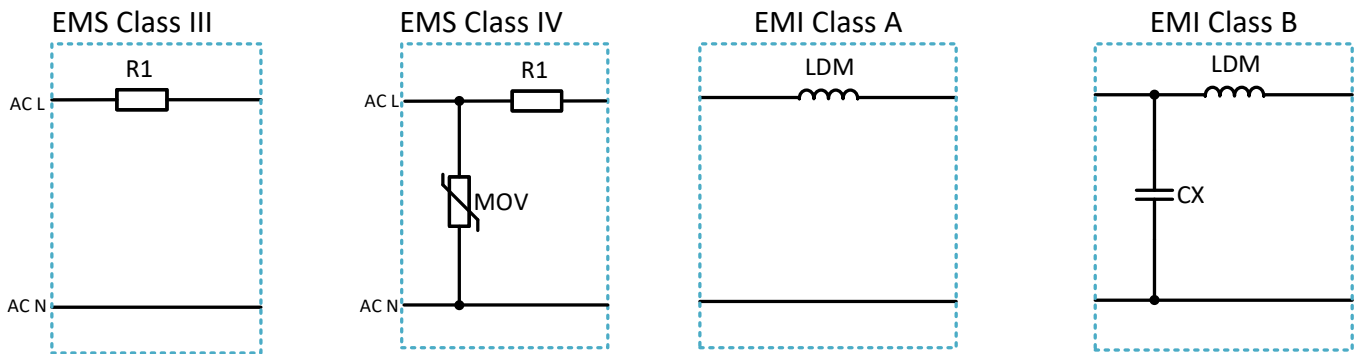 EMS Class III
EMS Class IV
EMI Class A
EMI Class B
R1
R1
LDM
LDM
AC L
AC L
MOV
CX
AC N
AC N